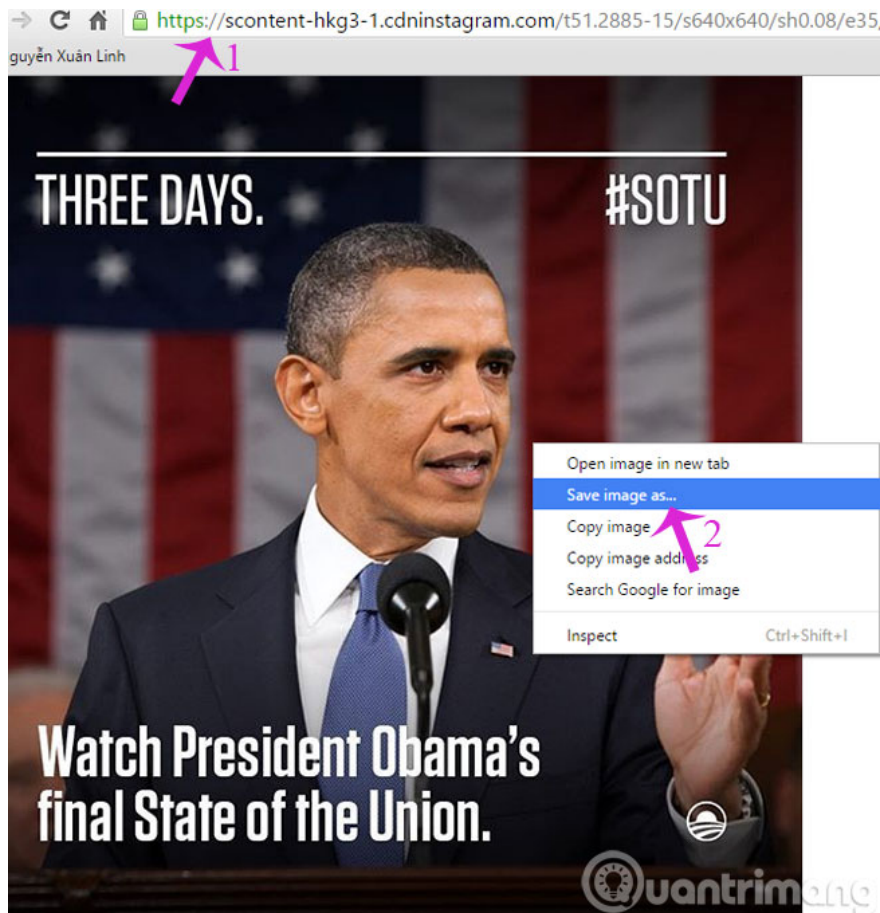 https://scontent-hkg3-1.cdninstagram.com/t51.2885-15/s640x640/sh0.08/e35/
guyễn Xuân Linh
1
THREE DAYS. #SOTU
Open image in new tab
Save image as...
Copy image
2
Copy image address
Search Google for image
Inspect Ctrl+Shift+I
Watch President Obama's
final State of the Union.
Quantrimang